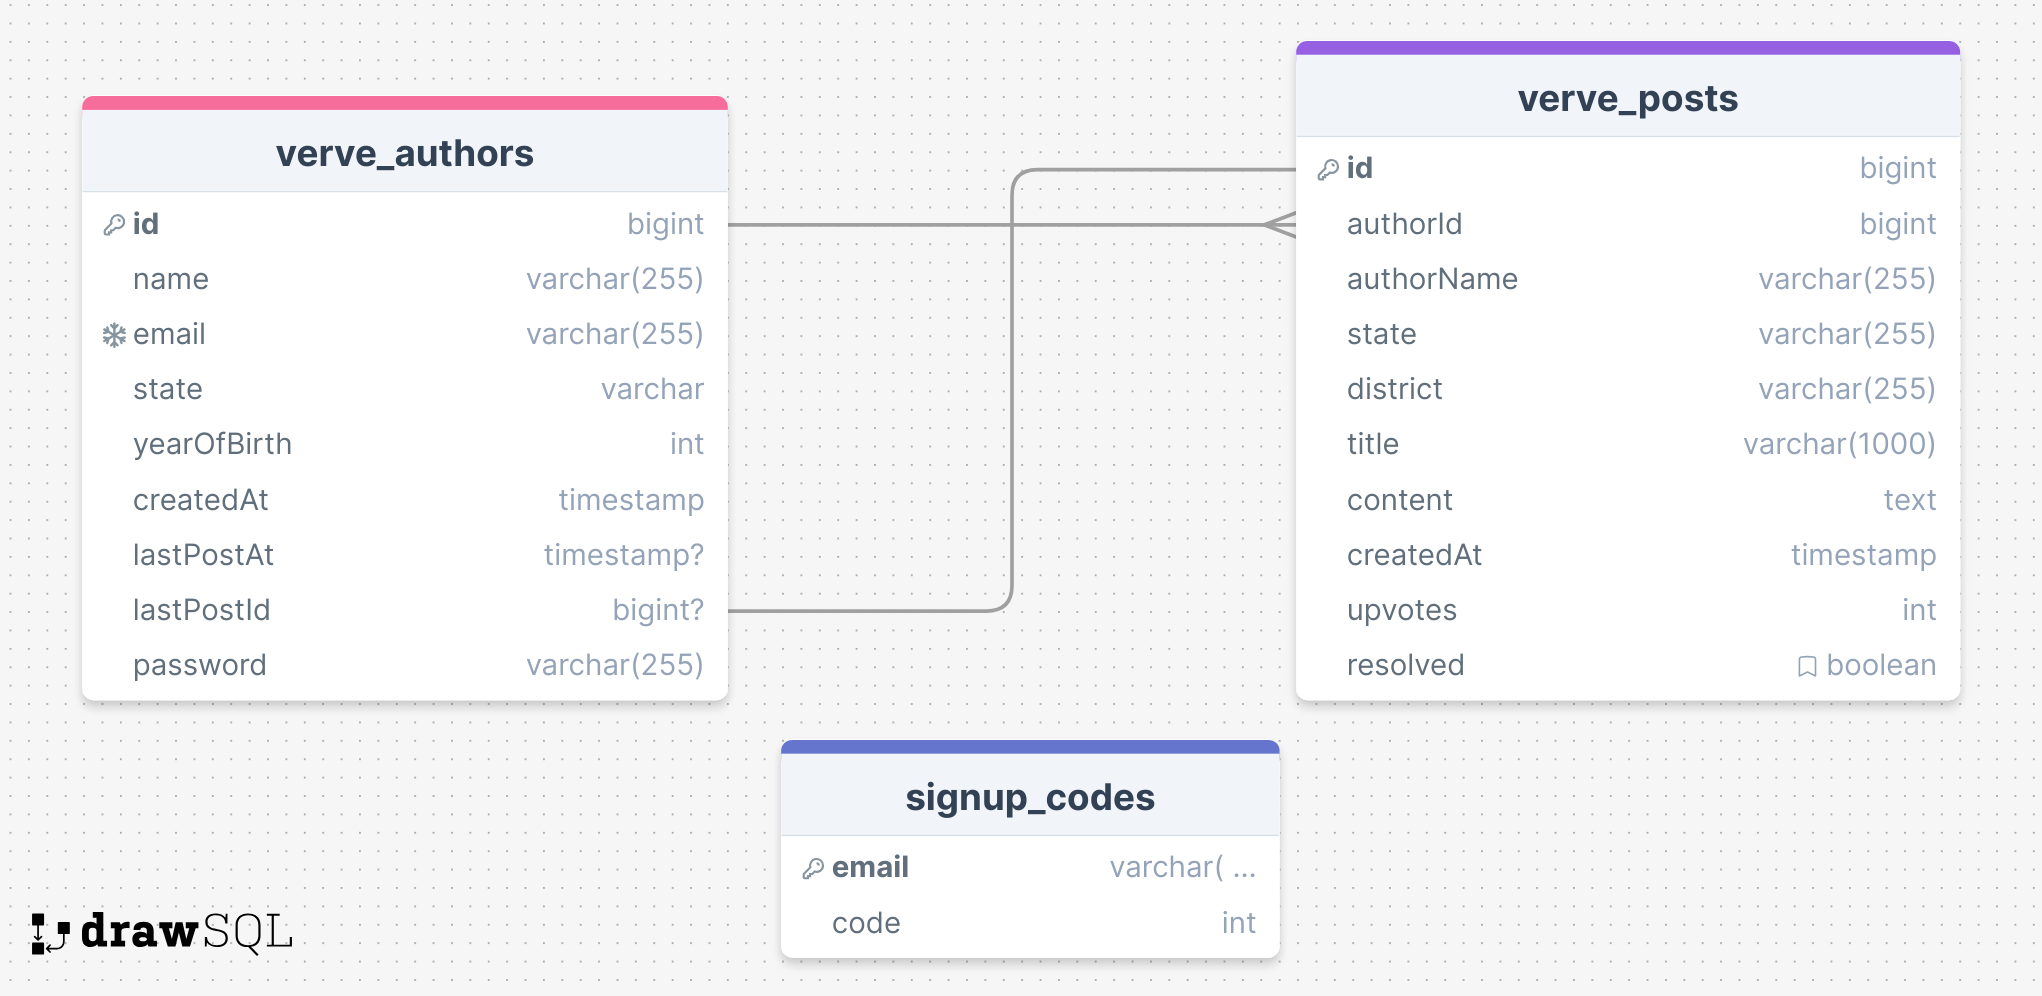 verve_authors
id bigint
name varchar(255)
email varchar(255)
state varchar
yearOfBirth int
createdAt timestamp
lastPostAt timestamp?
lastPostId bigint?
password varchar(255)
verve_posts
id bigint
authorId bigint
authorName varchar(255)
state varchar(255)
district varchar(255)
title varchar(1000)
content text
createdAt timestamp
upvotes int
resolved boolean
signup_codes
email varchar( ...
code int
drawSQL